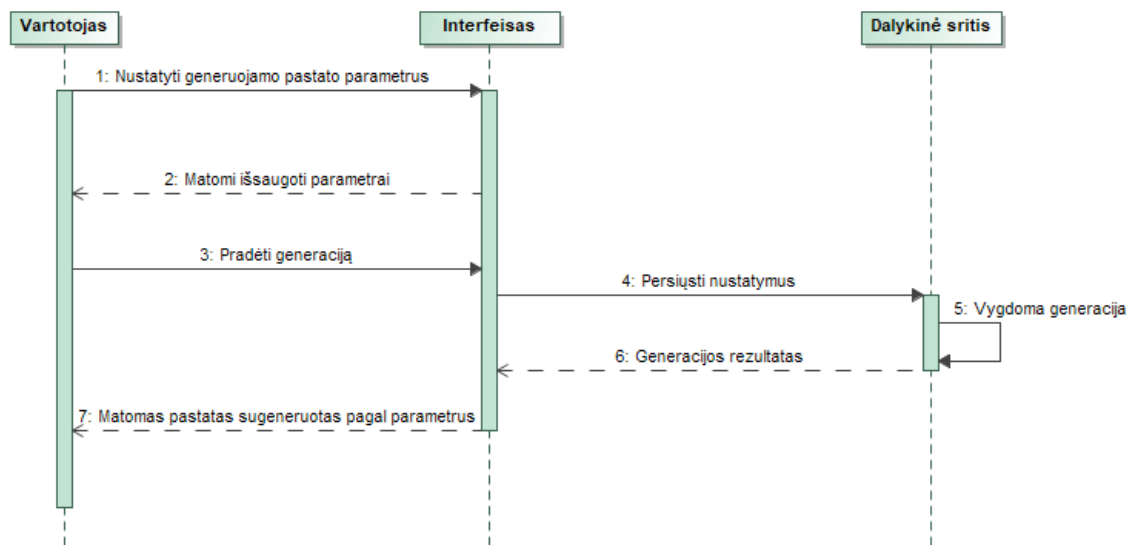 Vartotojas
Interfeisas
Dalykinė sritis
1: Nustatyti generuojamo pastato parametrus
2: Matomi išsaugoti parametrai
3: Pradėti generaciją
4: Persiųsti nustatymus
5: Vygdoma generacija
6: Generacijos rezultatas
7: Matomas pastatas sugeneruotas pagal parametrus